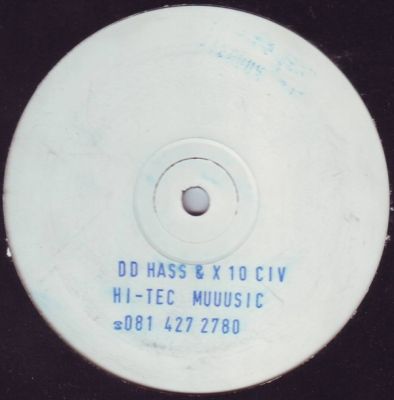 DD HASS & X 10 CIV
HI-TEC MUUUSIC
☎081 427 2780